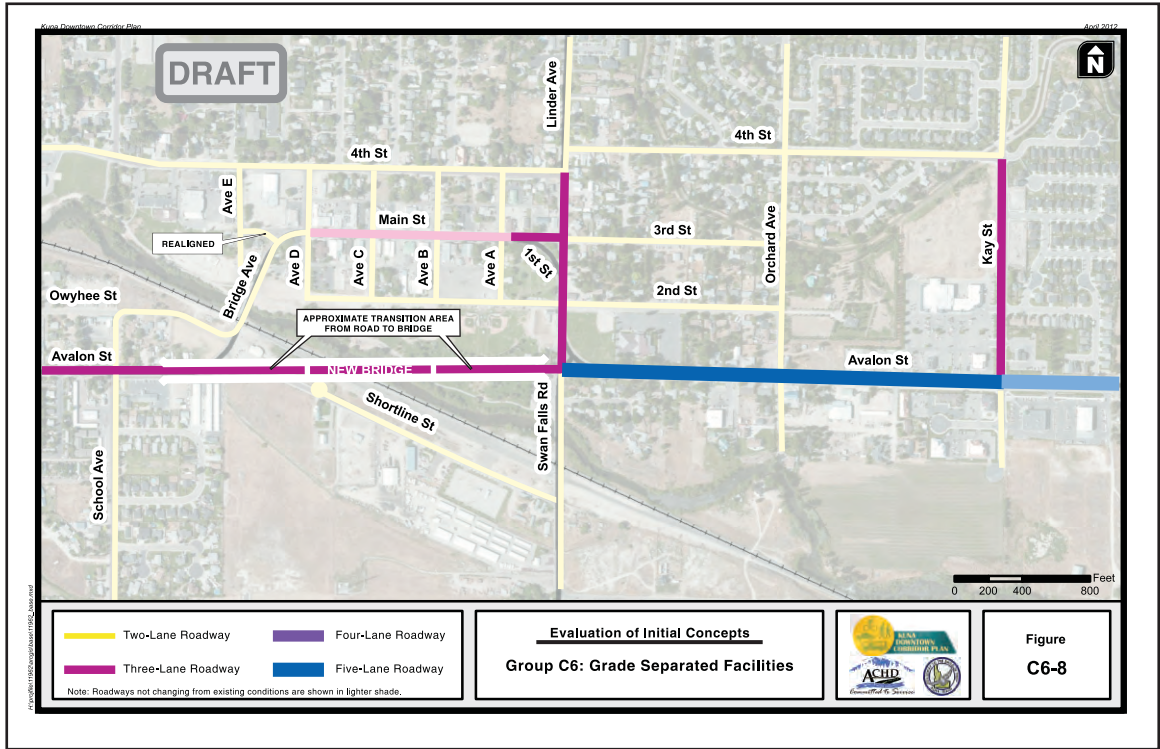 Kuna Downtown Corridor Plan
April 2012
DRAFT
N
Linder Ave
4th St
4th St
Ave E
Main St
3rd St
Orchard Ave
Kay St
REALIGNED
1st St
Bridge Ave
Ave D
Ave C
Ave B
Ave A
Owyhee St
2nd St
APPROXIMATE TRANSITION AREA
FROM ROAD TO BRIDGE
Avalon St
NEW BRIDGE
Avalon St
Shortline St
Swan Falls Rd
School Ave
Feet
0 200 400 800
Two-Lane Roadway
Four-Lane Roadway
Three-Lane Roadway
Five-Lane Roadway
Note: Roadways not changing from existing conditions are shown in lighter shade.
Evaluation of Initial Concepts
Group C6: Grade Separated Facilities
KUNA
DOWNTOWN
CORRIDOR PLAN
ACHD
Committed to Service
Figure
C6-8